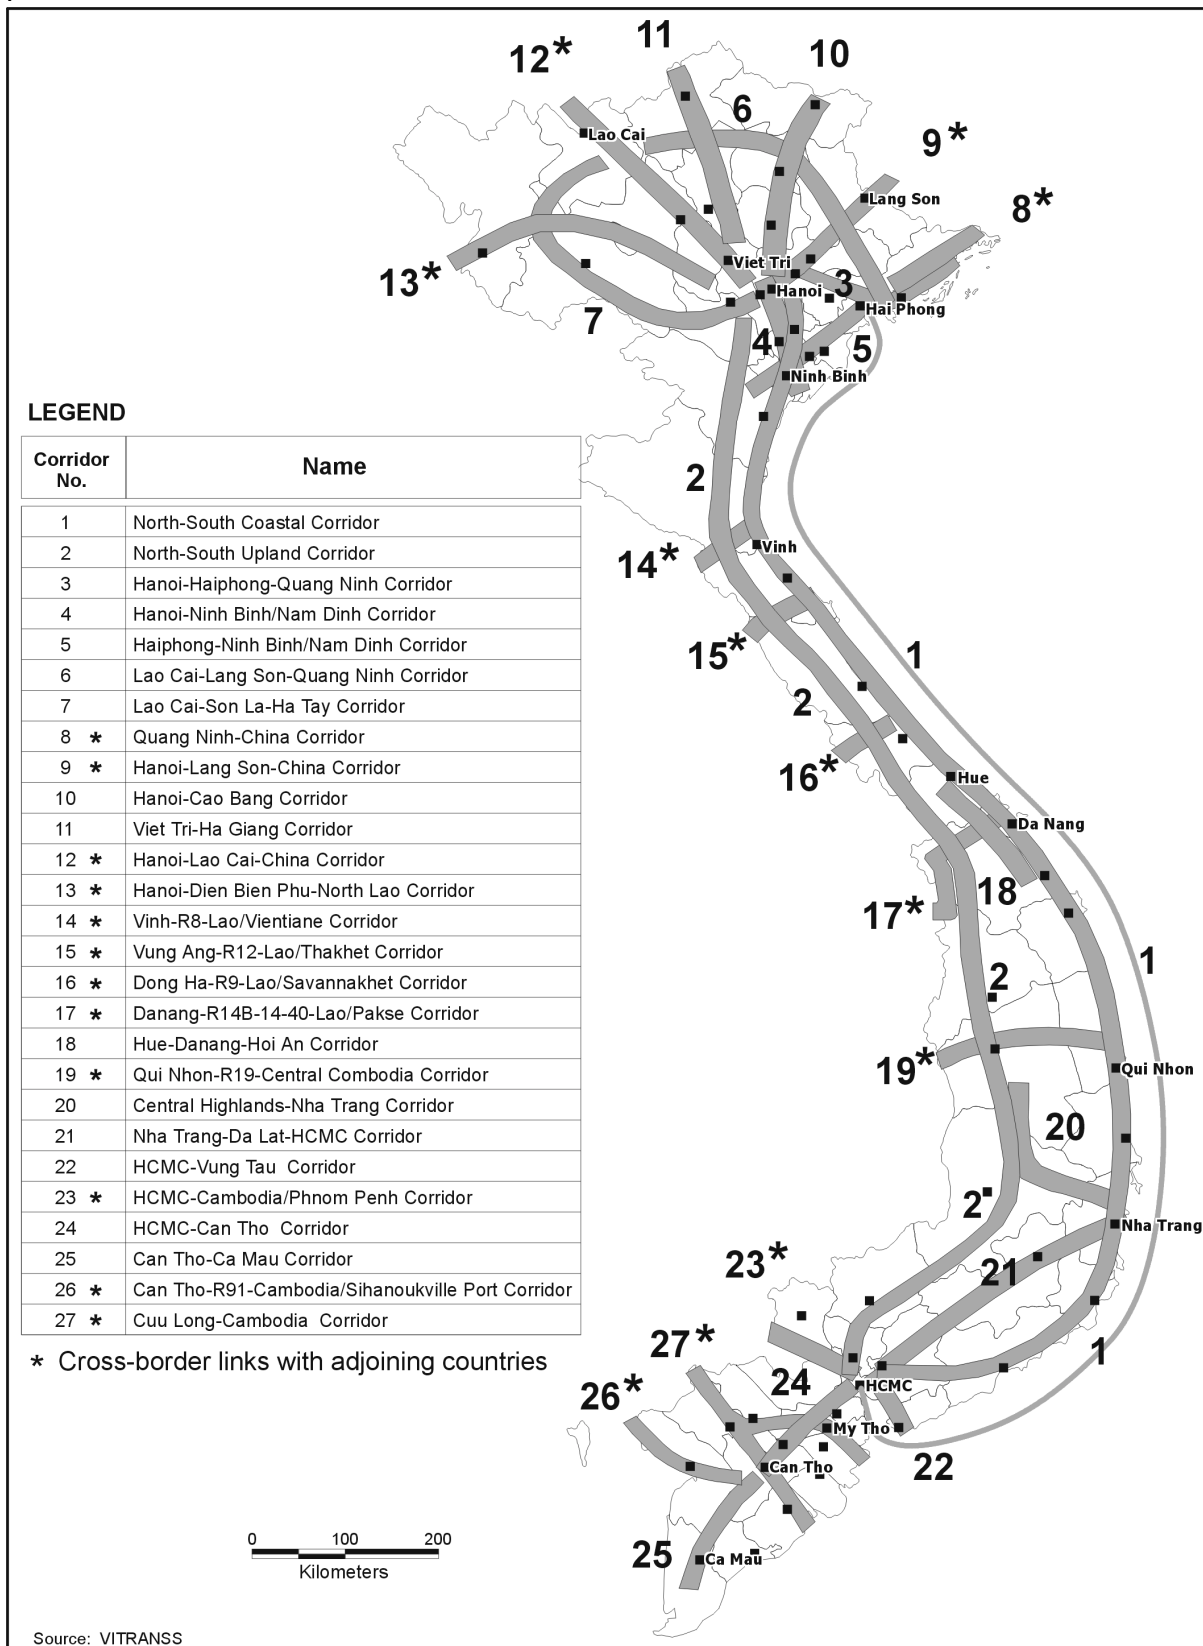 11
12*
10
6
Lao Cai
9*
Lang Son
8*
Viet Tri
13*
3
Hanoi
Hai Phong
7
4
5
Ninh Binh
LEGEND
Corridor No. Name
1 North-South Coastal Corridor
2 North-South Upland Corridor
3 Hanoi-Haiphong-Quang Ninh Corridor
4 Hanoi-Ninh Binh/Nam Dinh Corridor
5 Haiphong-Ninh Binh/Nam Dinh Corridor
6 Lao Cai-Lang Son-Quang Ninh Corridor
7 Lao Cai-Son La-Ha Tay Corridor
8 * Quang Ninh-China Corridor
9 * Hanoi-Lang Son-China Corridor
10 Hanoi-Cao Bang Corridor
11 Viet Tri-Ha Giang Corridor
12 * Hanoi-Lao Cai-China Corridor
13 * Hanoi-Dien Bien Phu-North Lao Corridor
14 * Vinh-R8-Lao/Vientiane Corridor
15 * Vung Ang-R12-Lao/Thakhet Corridor
16 * Dong Ha-R9-Lao/Savannakhet Corridor
17 * Danang-R14B-14-40-Lao/Pakse Corridor
18 Hue-Danang-Hoi An Corridor
19 * Qui Nhon-R19-Central Combodia Corridor
20 Central Highlands-Nha Trang Corridor
21 Nha Trang-Da Lat-HCMC Corridor
22 HCMC-Vung Tau Corridor
23 * HCMC-Cambodia/Phnom Penh Corridor
24 HCMC-Can Tho Corridor
25 Can Tho-Ca Mau Corridor
26 * Can Tho-R91-Cambodia/Sihanoukville Port Corridor
27 * Cuu Long-Cambodia Corridor
* Cross-border links with adjoining countries
2
Vinh
14*
15*
1
2
16*
Hue
Da Nang
18
17*
1
2
19*
Qui Nhon
20
2
Nha Trang
23*
21
27*
1
24
HCMC
26*
My Tho
22
Can Tho
25
Ca Mau
0 100 200
Kilometers
Source: VITRANSS